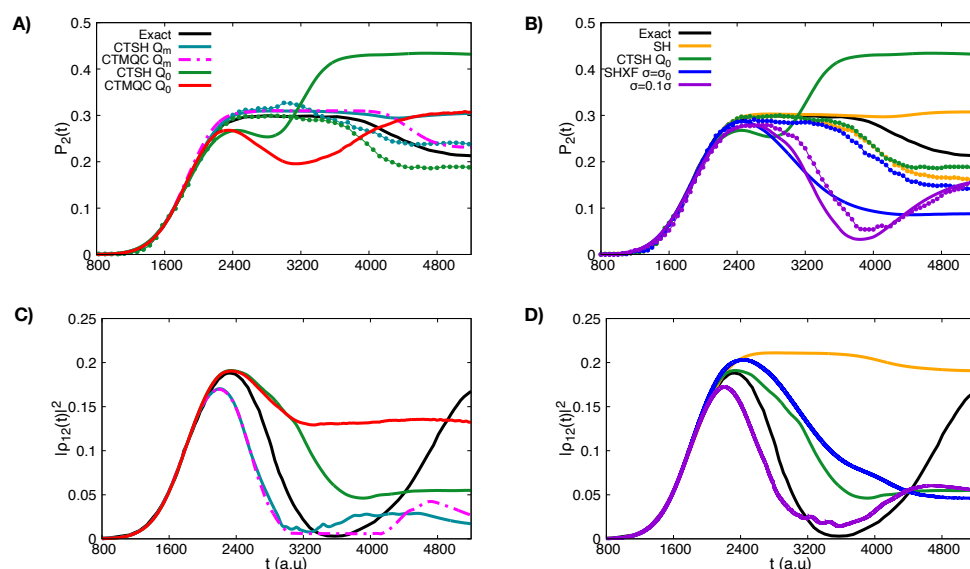 A)
P₂(t)
0.5
0.4
0.3
0.2
0.1
0
800 1600 2400 3200 4000 4800
Exact
CTSH Qₘ
CTMQC Qₘ
CTSH Q₀
CTMQC Q₀
B)
P₂(t)
0.5
0.4
0.3
0.2
0.1
0
800 1600 2400 3200 4000 4800
Exact
SH
CTSH Q₀
SHXF σ=σ₀
σ=0.1σ
C)
|ρ₁₂(t)|²
0.25
0.2
0.15
0.1
0.05
0
800 1600 2400 3200 4000 4800
t (a.u)
D)
|ρ₁₂(t)|²
0.25
0.2
0.15
0.1
0.05
0
800 1600 2400 3200 4000 4800
t (a.u.)